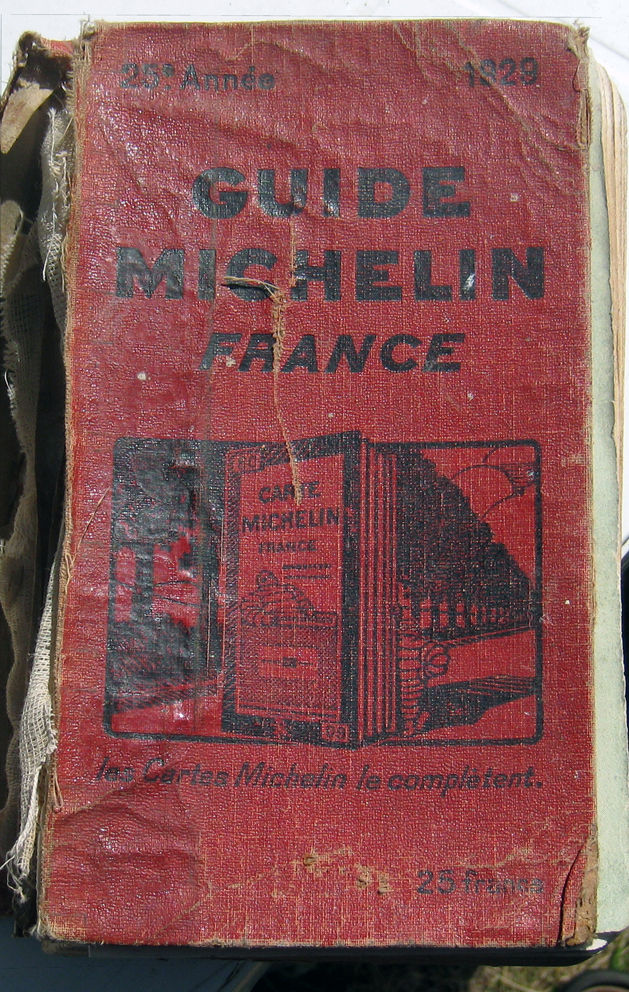 25e Année 1929
GUIDE
MICHELIN
FRANCE
CARTE
MICHELIN
FRANCE
les Cartes Michelin le complètent.
25 francs